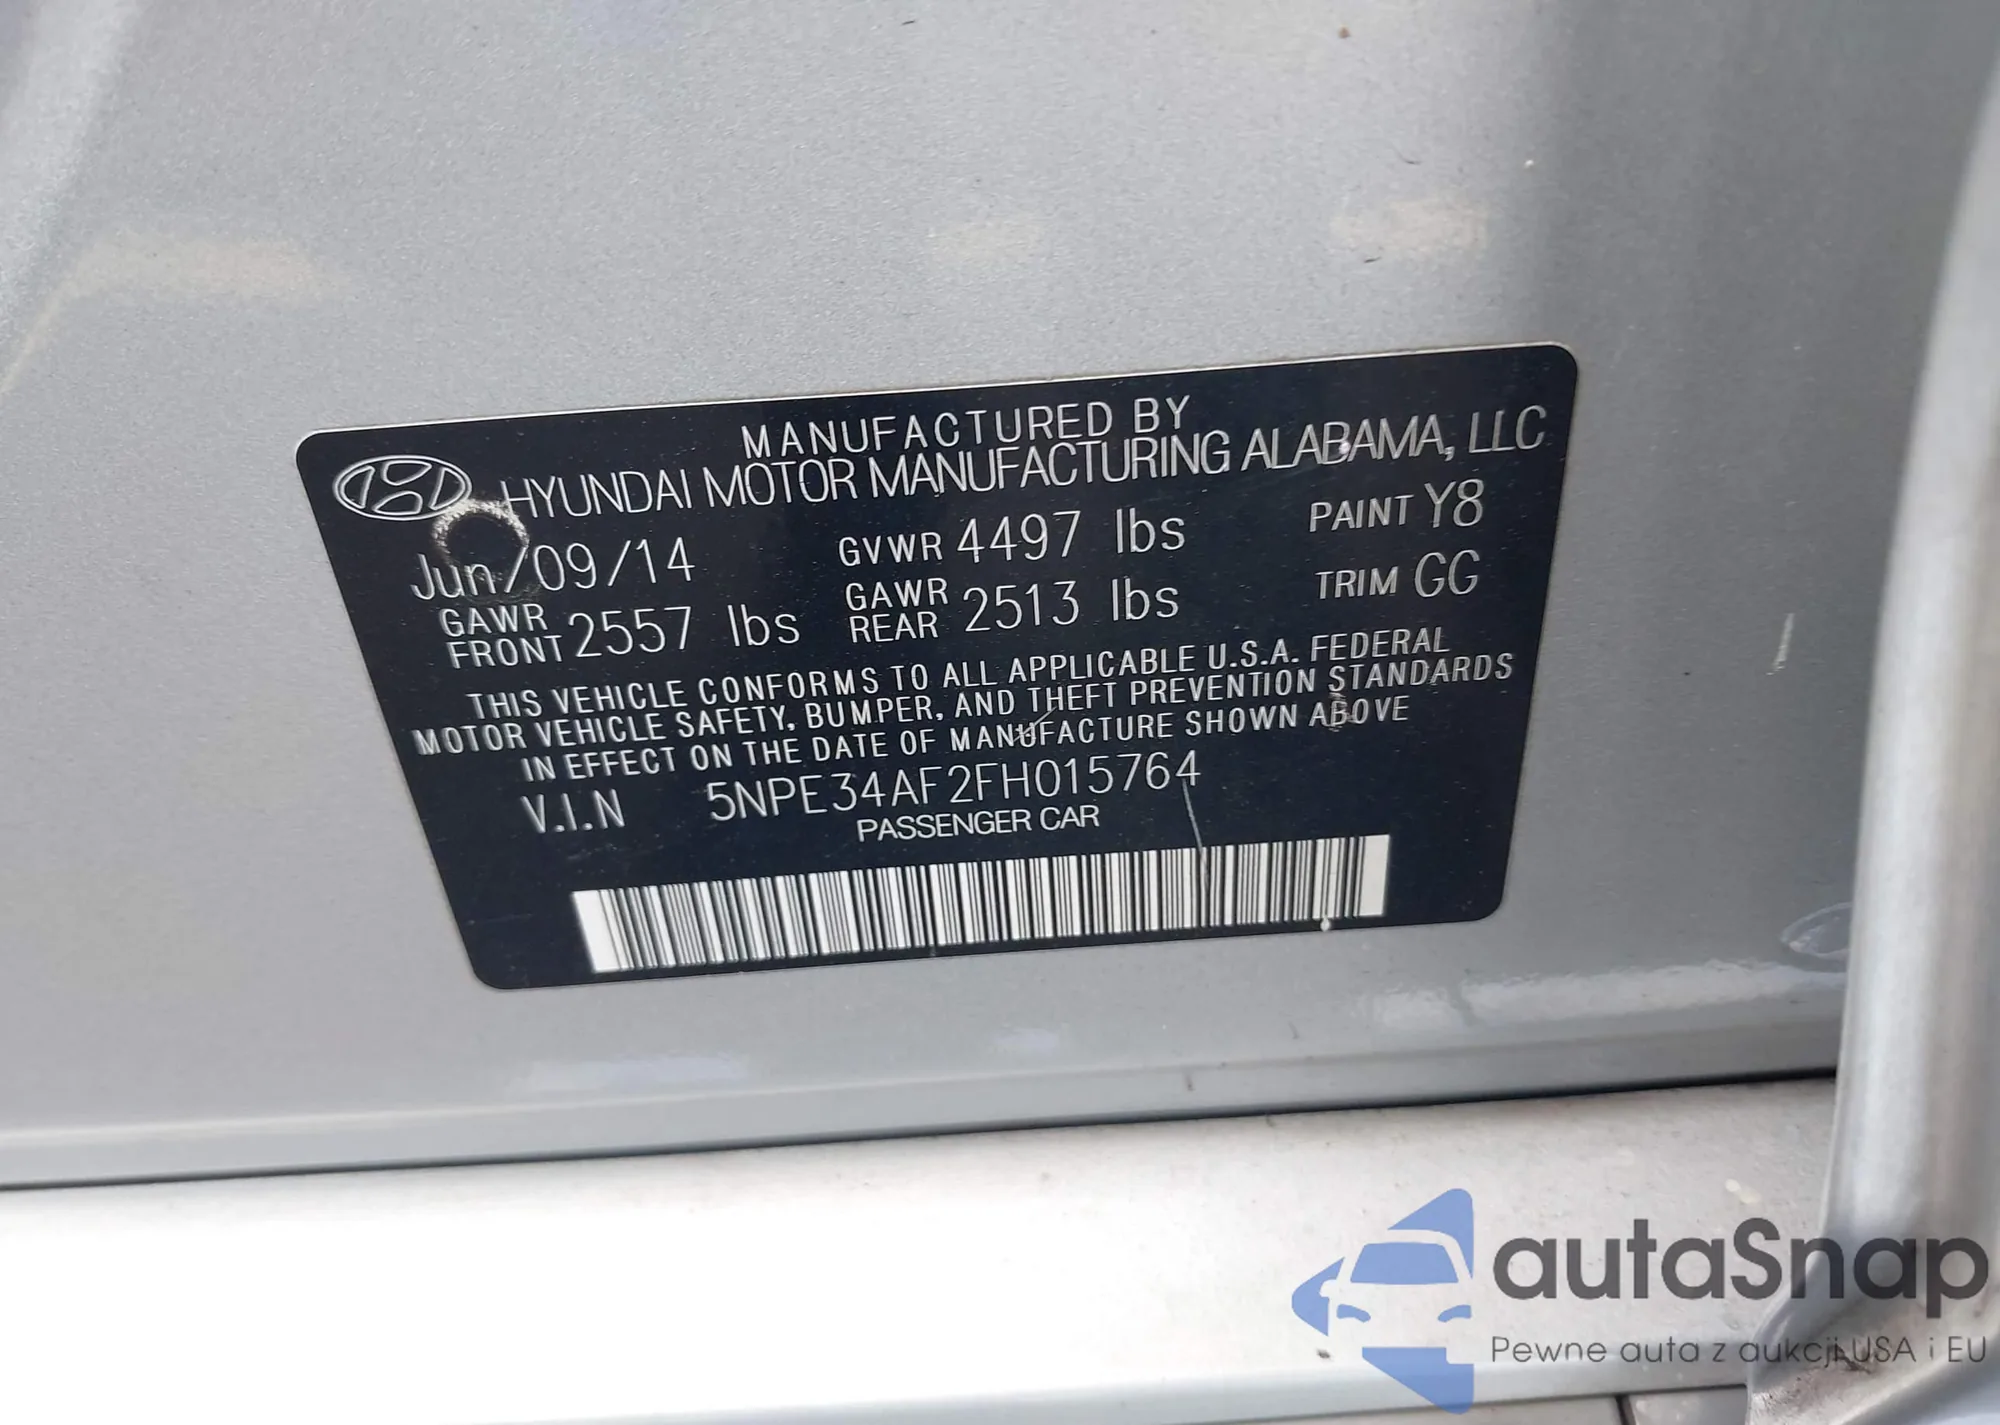 MANUFACTURED BY
HYUNDAI MOTOR MANUFACTURING ALABAMA, LLC
Jun/09/14 GVWR 4497 lbs PAINT Y8
GAWR FRONT 2557 lbs GAWR REAR 2513 lbs TRIM GG
THIS VEHICLE CONFORMS TO ALL APPLICABLE U.S.A. FEDERAL
MOTOR VEHICLE SAFETY, BUMPER, AND THEFT PREVENTION STANDARDS
IN EFFECT ON THE DATE OF MANUFACTURE SHOWN ABOVE
V.I.N 5NPE34AF2FH015764
PASSENGER CAR
autaSnap
Pewne auta z aukcji USA i EU